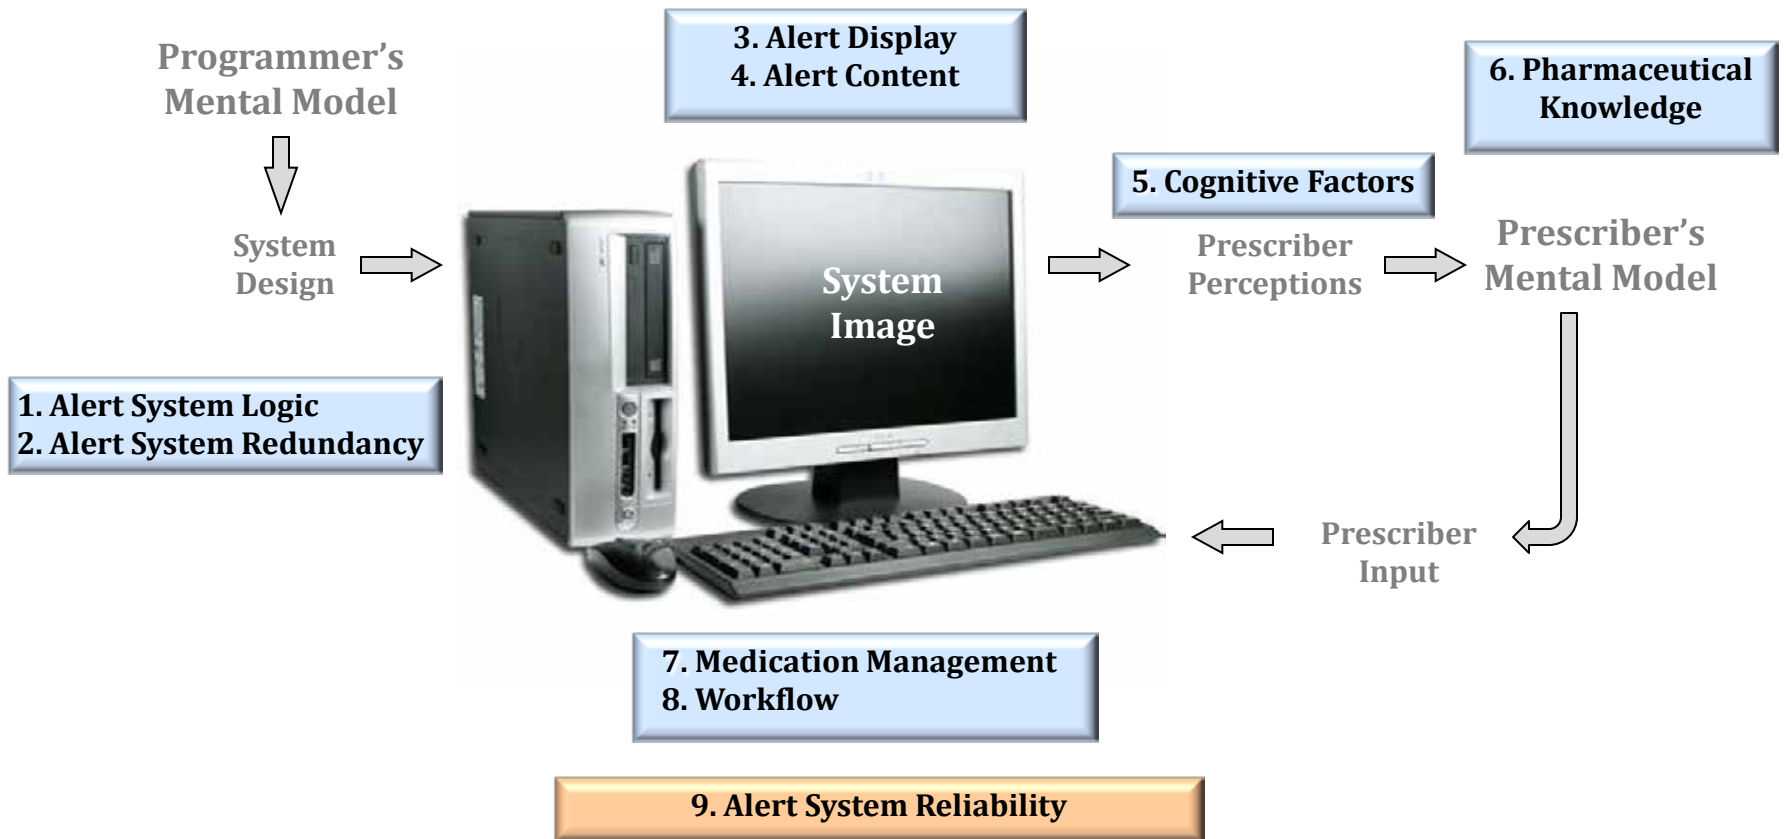 Programmer’s
Mental Model
System
Design
1. Alert System Logic
2. Alert System Redundancy
3. Alert Display
4. Alert Content
System
Image
5. Cognitive Factors
Prescriber
Perceptions
6. Pharmaceutical
Knowledge
Prescriber’s
Mental Model
Prescriber
Input
7. Medication Management
8. Workflow
9. Alert System Reliability